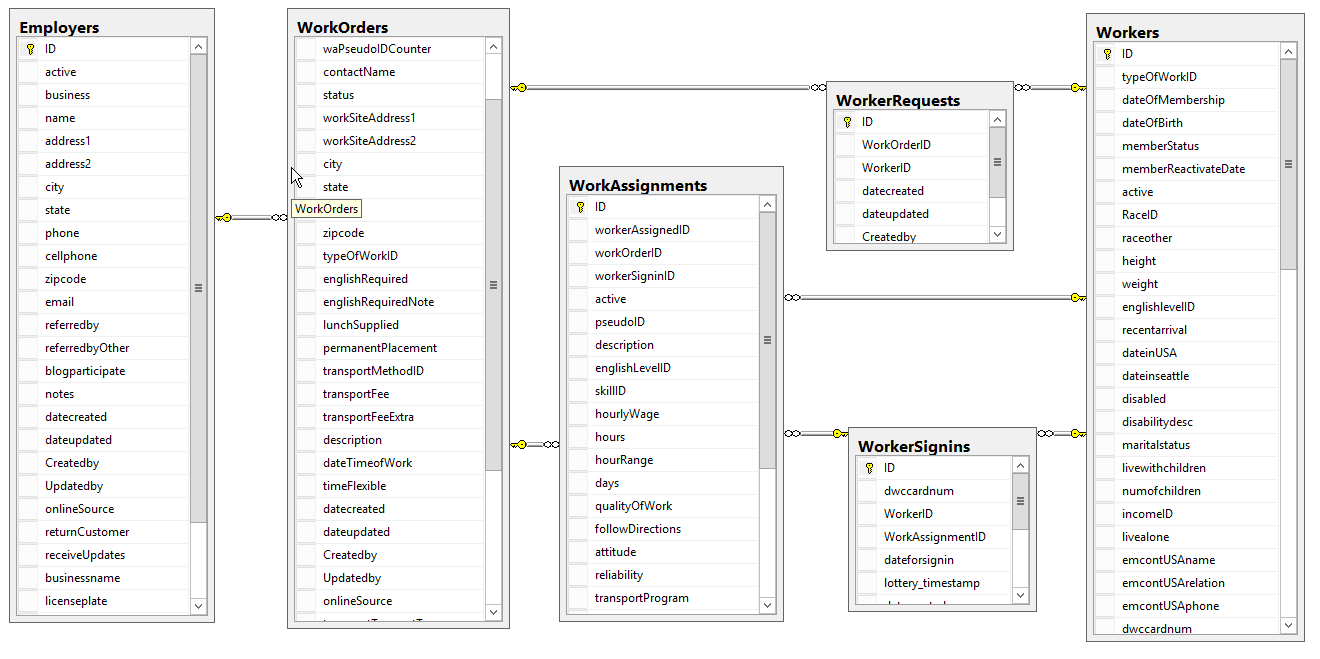 Employers
ID
active
business
name
address1
address2
city
state
phone
cellphone
zipcode
email
referredby
referredbyOther
blogparticipate
notes
datecreated
dateupdated
Createdby
Updatedby
onlineSource
returnCustomer
receiveUpdates
businessname
licenseplate
WorkOrders
waPseudoIDCounter
contactName
status
workSiteAddress1
workSiteAddress2
city
state
WorkOrders
zipcode
typeOfWorkID
englishRequired
englishRequiredNote
lunchSupplied
permanentPlacement
transportMethodID
transportFee
transportFeeExtra
description
dateTimeofWork
timeFlexible
datecreated
dateupdated
Createdby
Updatedby
onlineSource
WorkAssignments
ID
workerAssignedID
workOrderID
workerSigninID
active
pseudoID
description
englishLevelID
skillID
hourlyWage
hours
hourRange
days
qualityOfWork
followDirections
attitude
reliability
transportProgram
WorkerRequests
ID
WorkOrderID
WorkerID
datecreated
dateupdated
Createdby
WorkerSignins
ID
dwccardnum
WorkerID
WorkAssignmentID
dateforsignin
lottery_timestamp
Workers
ID
typeOfWorkID
dateOfMembership
dateOfBirth
memberStatus
memberReactivateDate
active
RaceID
raceother
height
weight
englishlevelID
recentarrival
dateinUSA
dateinseattle
disabled
disabilitydesc
maritalstatus
livewithchildren
numofchildren
incomeID
livealone
emcontUSAname
emcontUSArelation
emcontUSAphone
dwccardnum